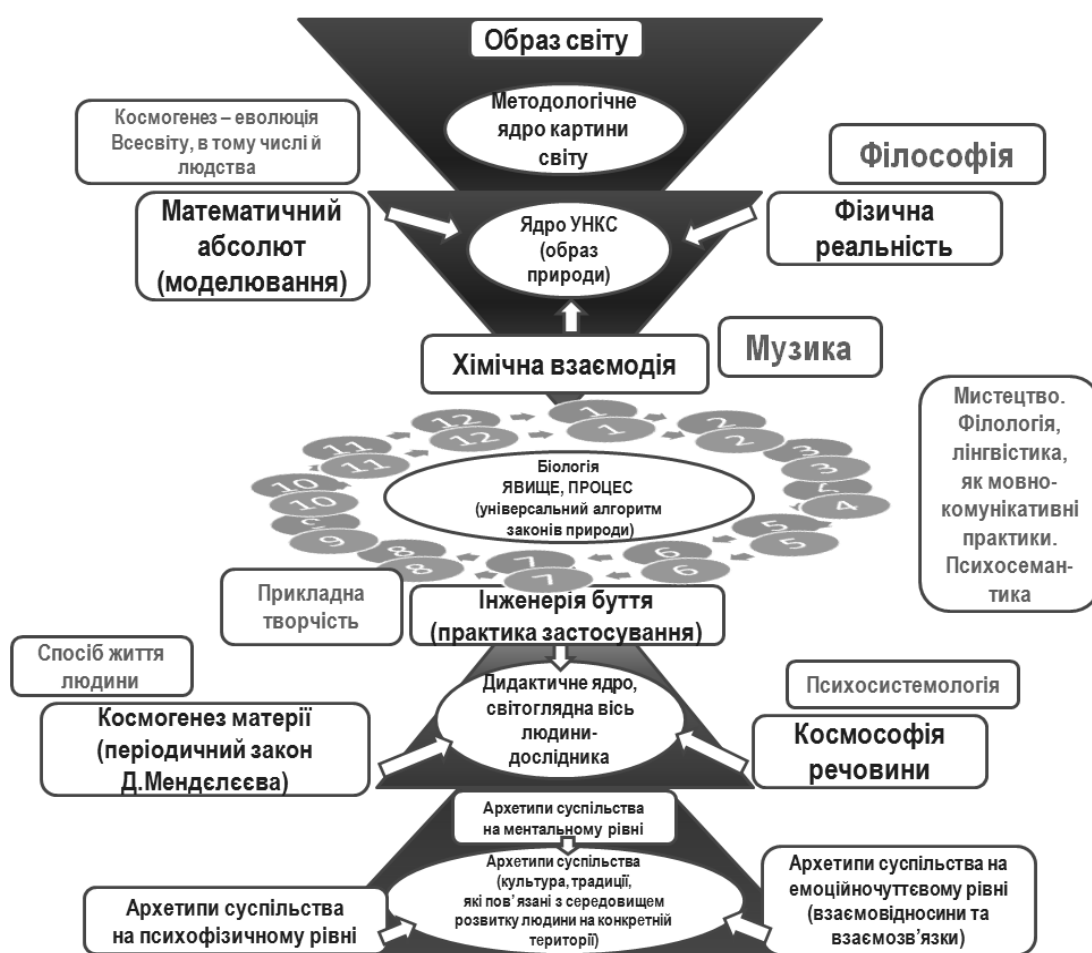 Образ світу
Методологічне
ядро картини
світу
Космогенез – еволюція
Всесвіту, в тому числі й
людства
Філософія
Математичний
абсолют
(моделювання)
Ядро УНКС
(образ
природи)
Фізична
реальність
Хімічна взаємодія
Музика
Мистецтво.
Філологія,
лінгвістика,
як мовно-
комунікативні
практики.
Психосеман-
тика
12 1 2
11 12 1 2 3
11 3
10
10 4
9 5
9 8 7 6 5
8 7 6
Біологія
ЯВИЩЕ, ПРОЦЕС
(універсальний алгоритм
законів природи)
Прикладна
творчість
Інженерія буття
(практика застосування)
Спосіб життя
людини
Дидактичне ядро,
світоглядна вісь
людини-
дослідника
Психосистемологія
Космогенез матерії
(періодичний закон
Д.Мендєлєєва)
Космософія
речовини
Архетипи суспільства
на ментальному рівні
Архетипи суспільства
(культура, традиції,
які пов’язані з середовищем
розвитку людини на конкретній
території)
Архетипи суспільства
на психофізичному рівні
Архетипи суспільства на
емоційночуттєвому рівні
(взаємовідносини та
взаємозв’язки)